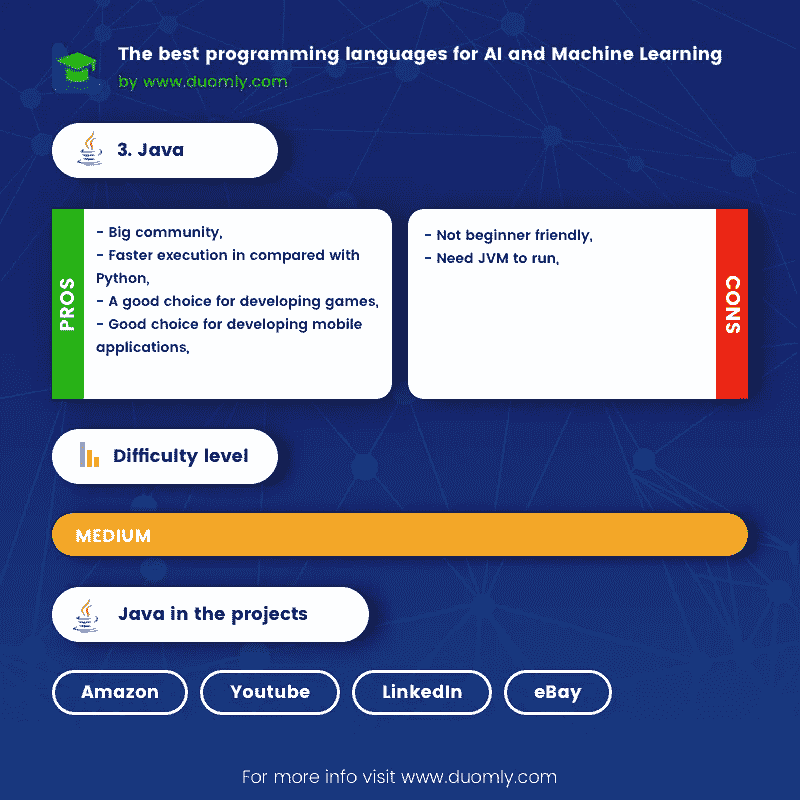 The best programming languages for AI and Machine Learning
by www.duomly.com
3. Java
PROS
- Big community,
- Faster execution in compared with
Python,
- A good choice for developing games,
- Good choice for developing mobile
applications,
- Not beginner friendly,
- Need JVM to run,
CONS
Difficulty level
MEDIUM
Java in the projects
Amazon
Youtube
LinkedIn
eBay
For more info visit www.duomly.com